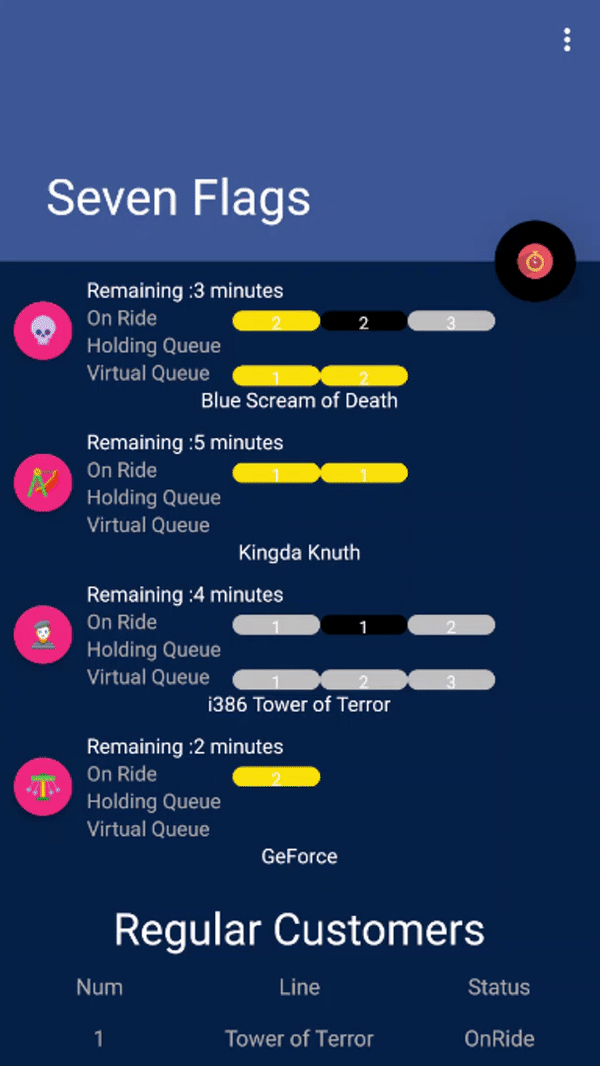 Seven Flags
Remaining :3 minutes
On Ride 2 2 3
Holding Queue
Virtual Queue 1 2
Blue Scream of Death
Remaining :5 minutes
On Ride 1 1
Holding Queue
Virtual Queue
Kingda Knuth
Remaining :4 minutes
On Ride 1 1 2
Holding Queue
Virtual Queue 1 2 3
i386 Tower of Terror
Remaining :2 minutes
On Ride 2
Holding Queue
Virtual Queue
GeForce
Regular Customers
Num Line Status
1 Tower of Terror OnRide